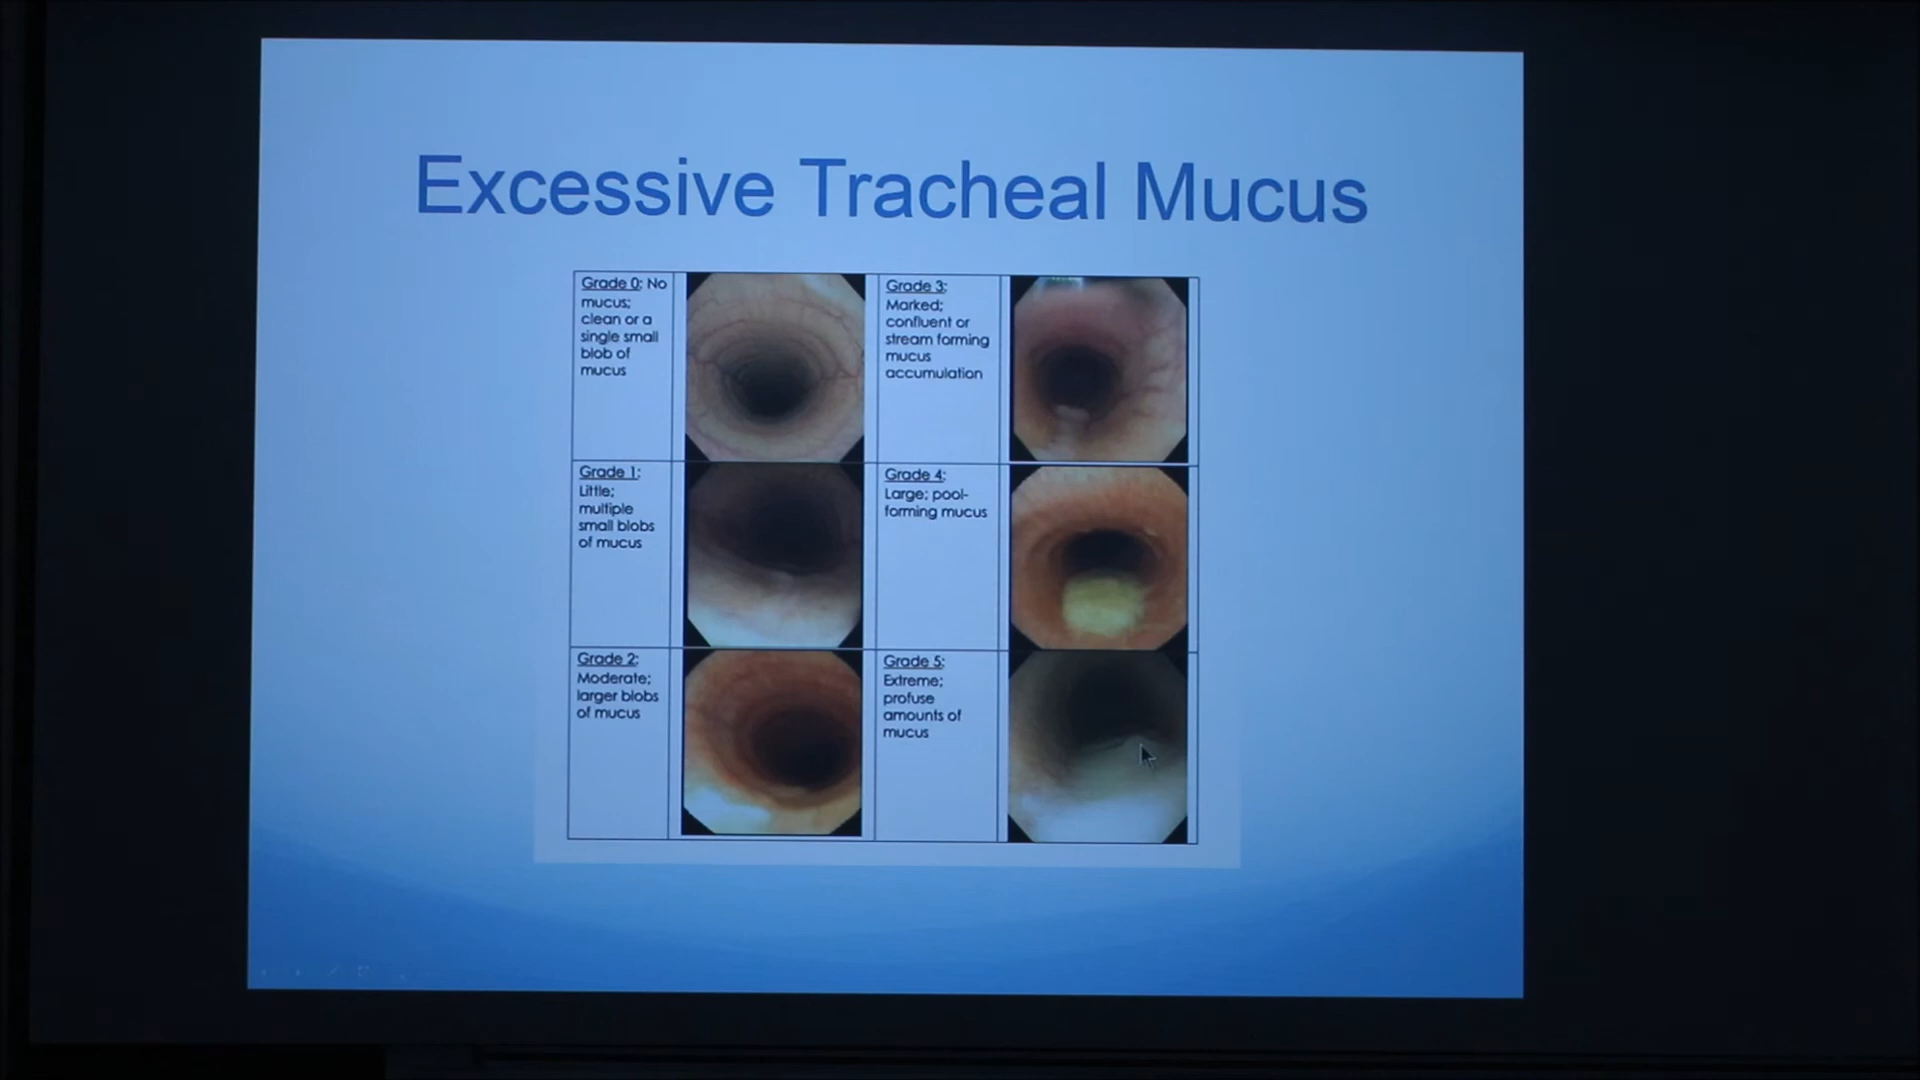 Excessive Tracheal Mucus
Grade 0: No
mucus;
clean or a
single small
blob of
mucus
Grade 3:
Marked;
confluent or
stream forming
mucus
accumulation
Grade 1:
Little;
multiple
small blobs
of mucus
Grade 4:
Large; pool-
forming mucus
Grade 2:
Moderate;
larger blobs
of mucus
Grade 5:
Extreme;
profuse
amounts of
mucus